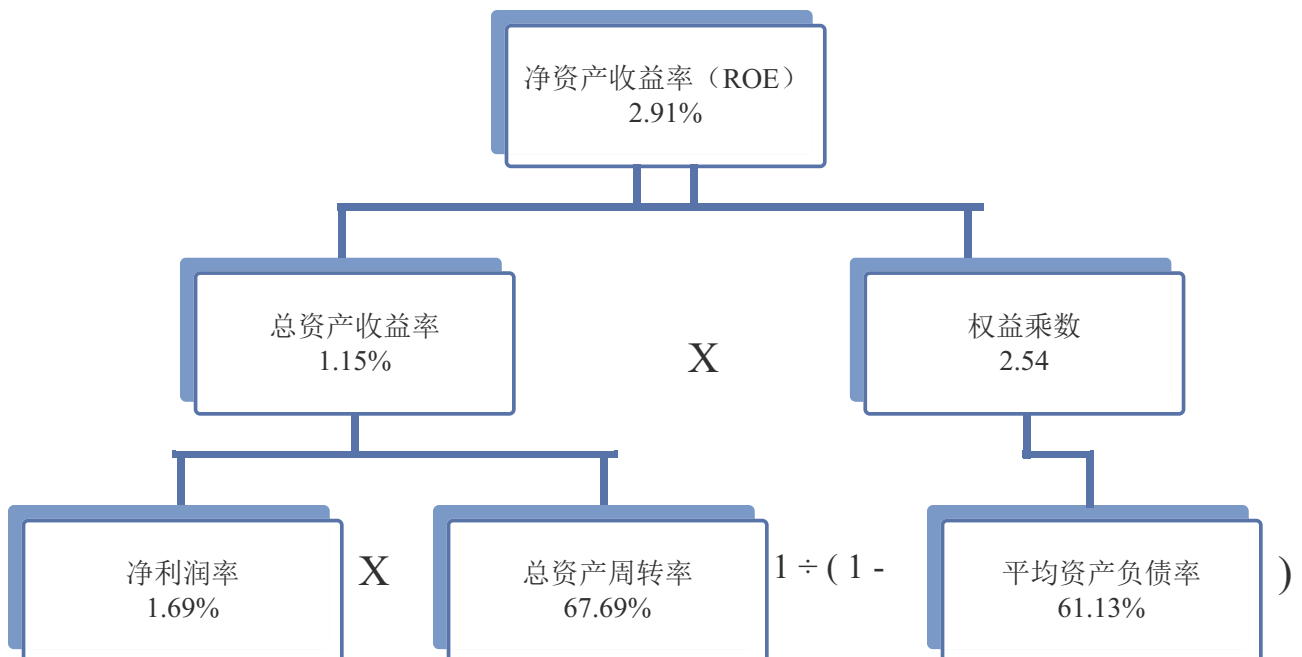 净资产收益率（ROE）
2.91%
总资产收益率
1.15%
X
权益乘数
2.54
净利润率
1.69%
X
总资产周转率
67.69%
1 ÷ ( 1 -
平均资产负债率
61.13%
)